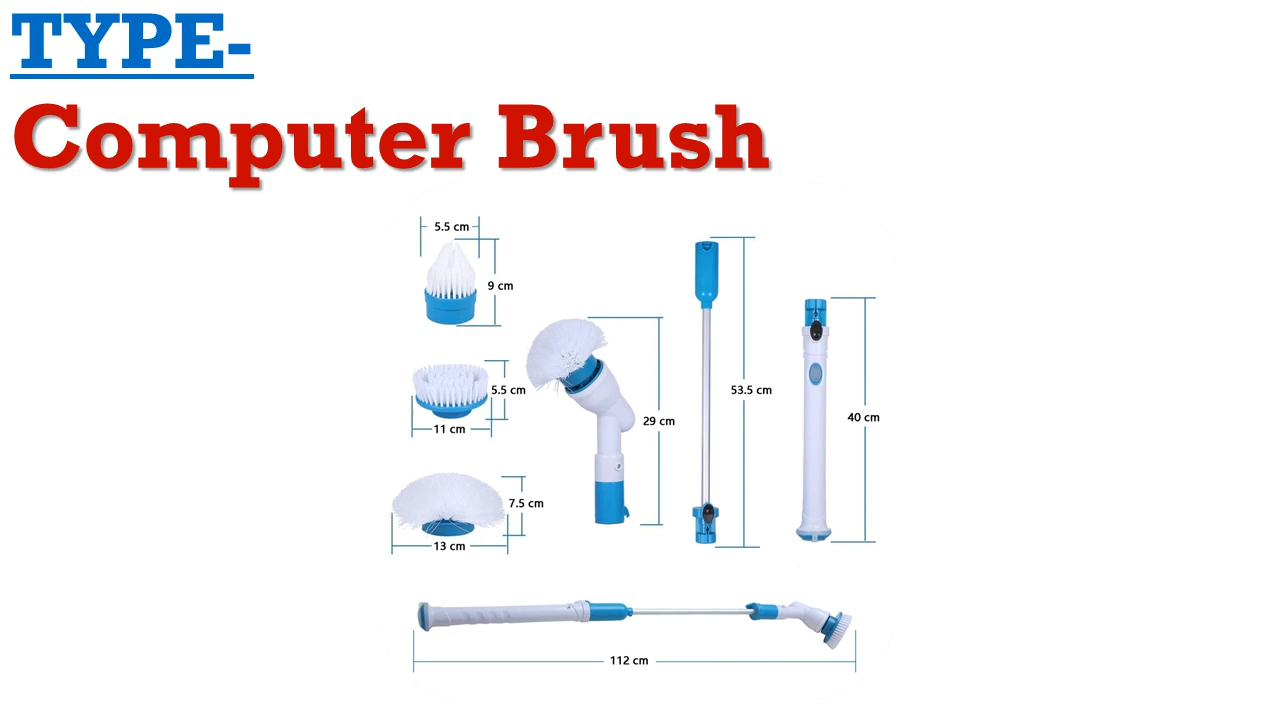 TYPE-
Computer Brush
5.5 cm
9 cm
5.5 cm
11 cm
7.5 cm
13 cm
29 cm
53.5 cm
40 cm
112 cm